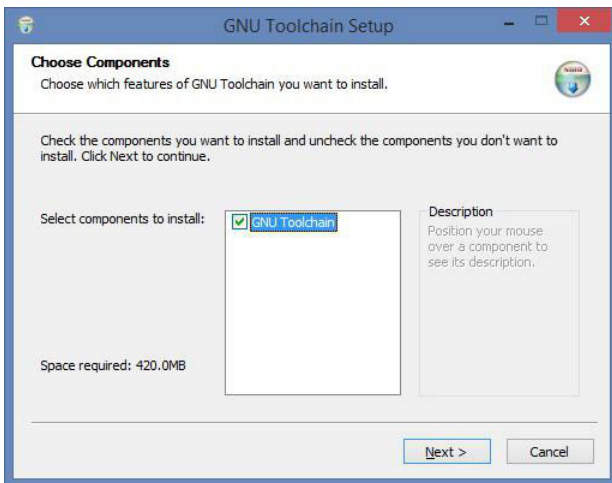 GNU Toolchain Setup
Choose Components
Choose which features of GNU Toolchain you want to install.
Check the components you want to install and uncheck the components you don't want to
install. Click Next to continue.
Select components to install:
GNU Toolchain
Description
Position your mouse
over a component to
see its description.
Space required: 420.0MB
Next >
Cancel